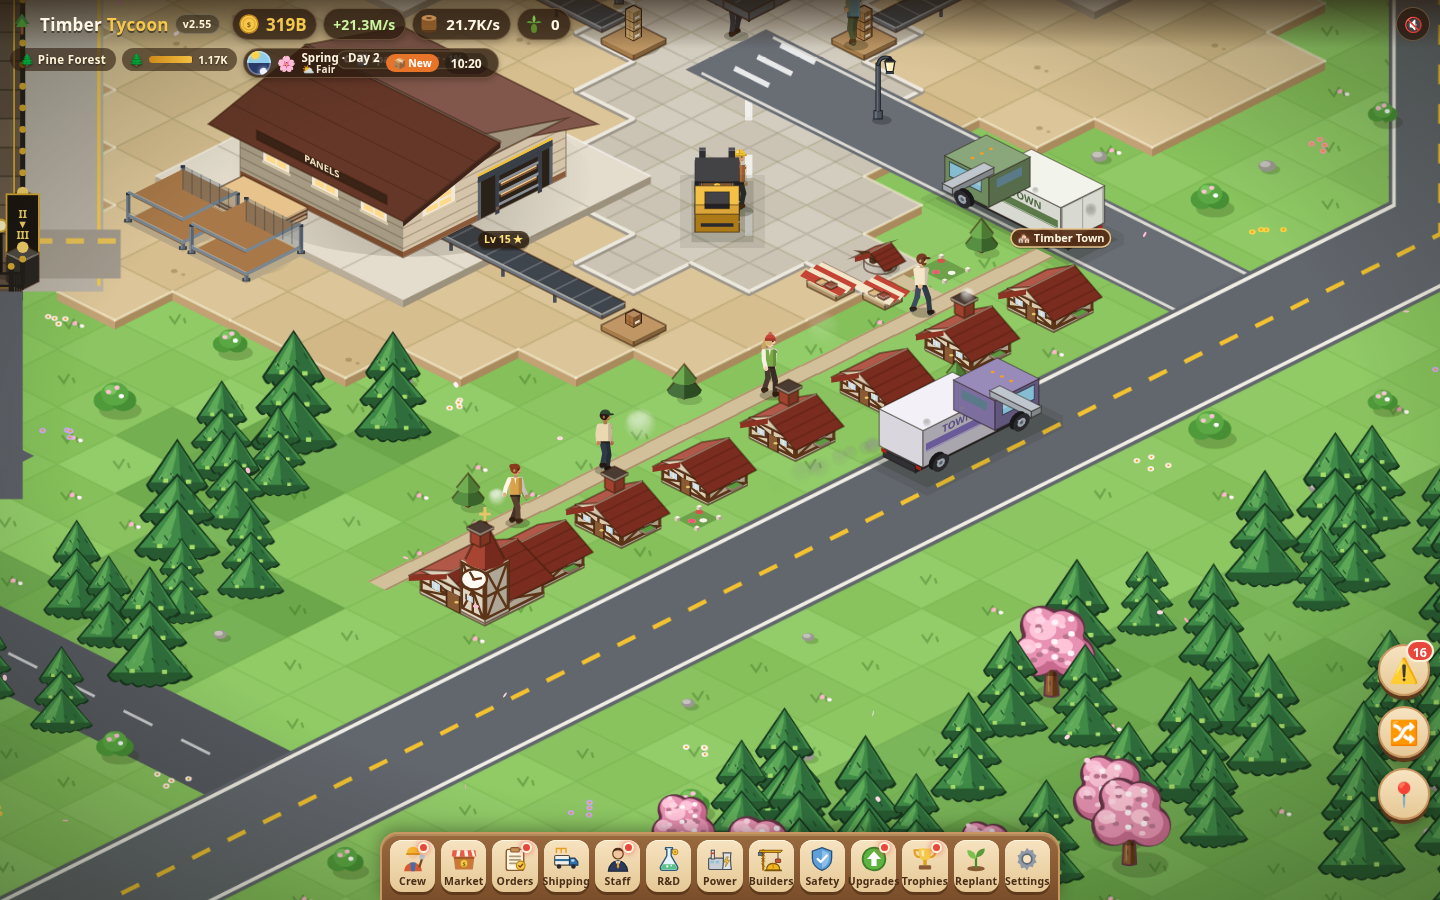 Timber Tycoon v2.55 319B +21.3M/s 21.7K/s 0
Pine Forest 1.17K Spring · Day 2 New 10:20
Fair
PANELS
Lv 15 ★
II
III
TOWN
Timber Town
TOWN
16
Crew Market Orders Shipping Staff R&D Power Builders Safety Upgrades Trophies Replant Settings